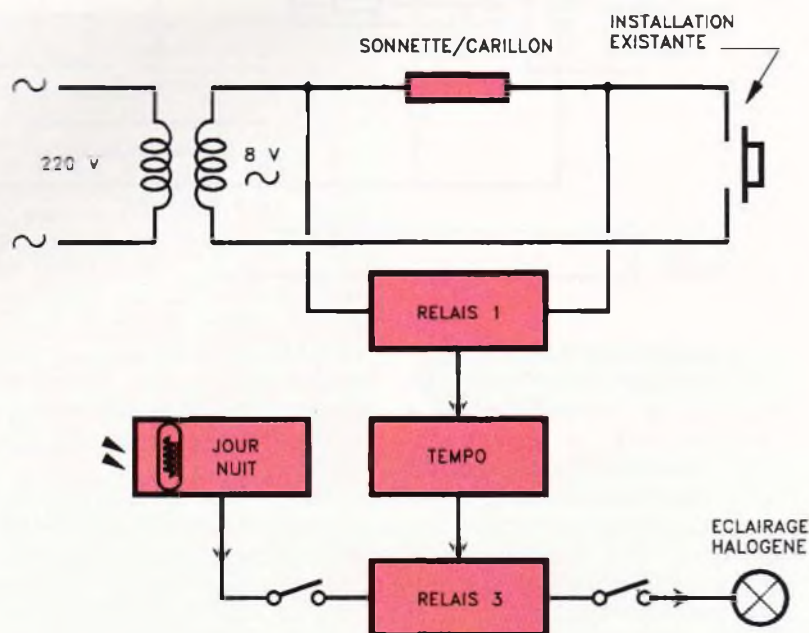 INSTALLATION
EXISTANTE
SONNETTE/CARILLON
220 V
8 V
RELAIS 1
JOUR
NUIT
TEMPO
ECLAIRAGE
HALOGENE
RELAIS 3